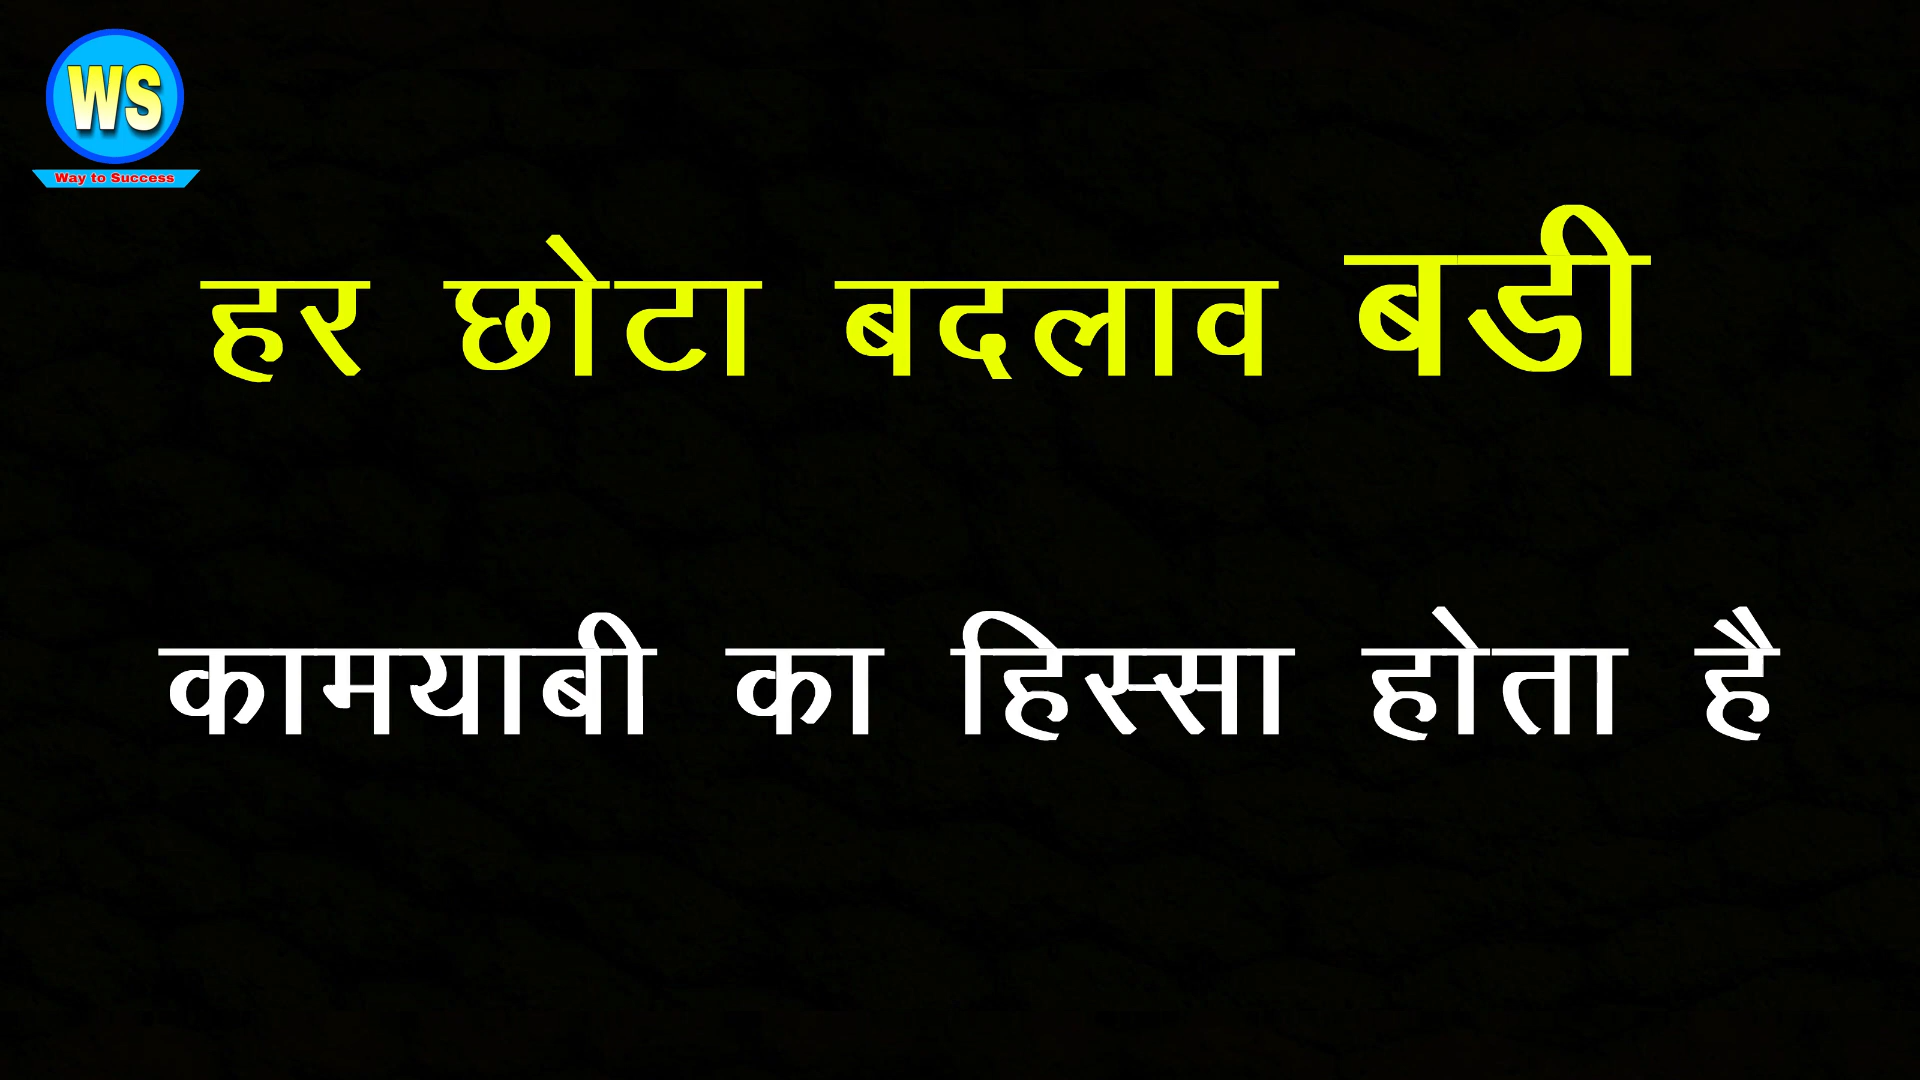 WS
Way to Success
हर छोटा बदलाव बडी
कामयाबी का हिस्सा होता है